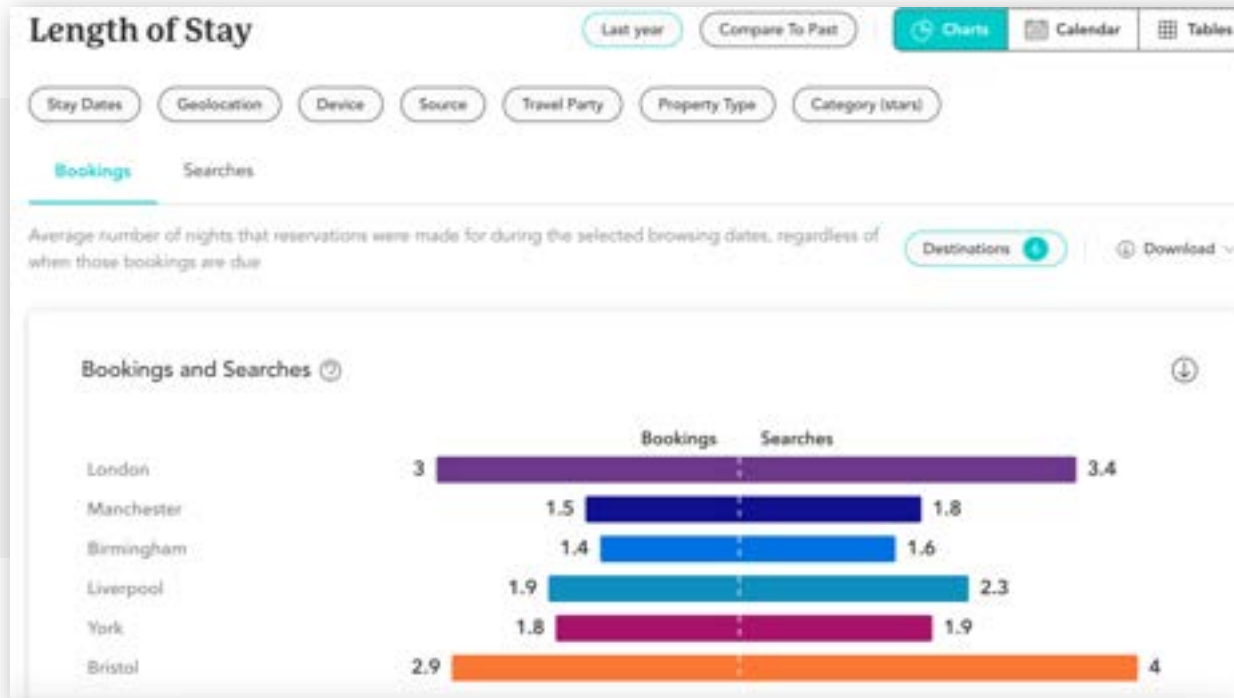 Length of Stay
Last year
Compare To Past
Charts
Calendar
Tables
Stay Dates
Geolocation
Device
Source
Travel Party
Property Type
Category (stars)
Bookings
Searches
Average number of nights that reservations were made for during the selected browsing dates, regardless of
when those bookings are due
Destinations
Download
Bookings and Searches
Bookings Searches
London 3 3.4
Manchester 1.5 1.8
Birmingham 1.4 1.6
Liverpool 1.9 2.3
York 1.8 1.9
Bristol 2.9 4